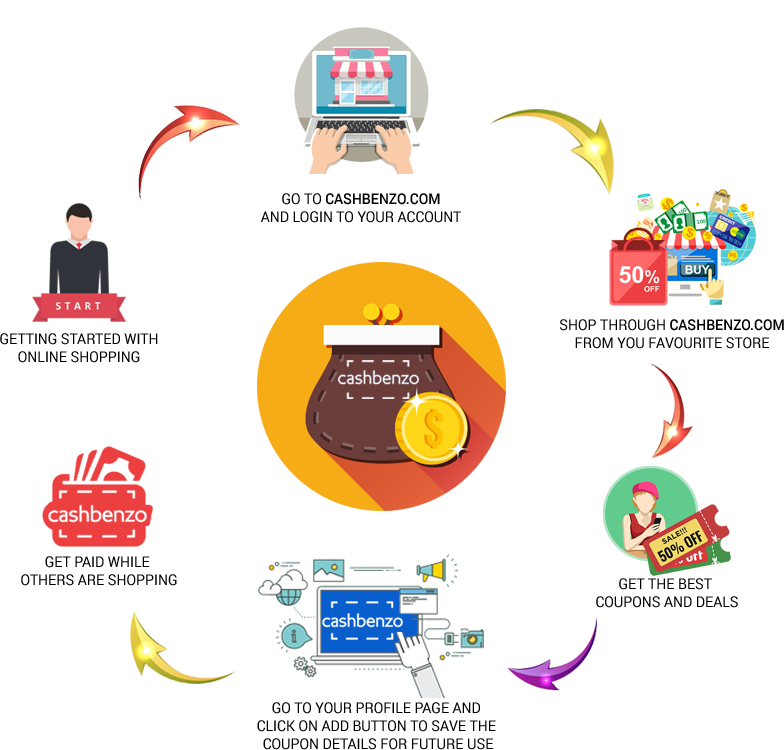 GO TO CASHBENZO.COM
AND LOGIN TO YOUR ACCOUNT
START
GETTING STARTED WITH
ONLINE SHOPPING
50%
OFF
BUY
CREDIT
SHOP THROUGH CASHBENZO.COM
FROM YOU FAVOURITE STORE
cashbenzo
$
SALE!!!
50% OFF
GET THE BEST
COUPONS AND DEALS
cashbenzo
GET PAID WHILE
OTHERS ARE SHOPPING
cashbenzo
i
GO TO YOUR PROFILE PAGE AND
CLICK ON ADD BUTTON TO SAVE THE
COUPON DETAILS FOR FUTURE USE